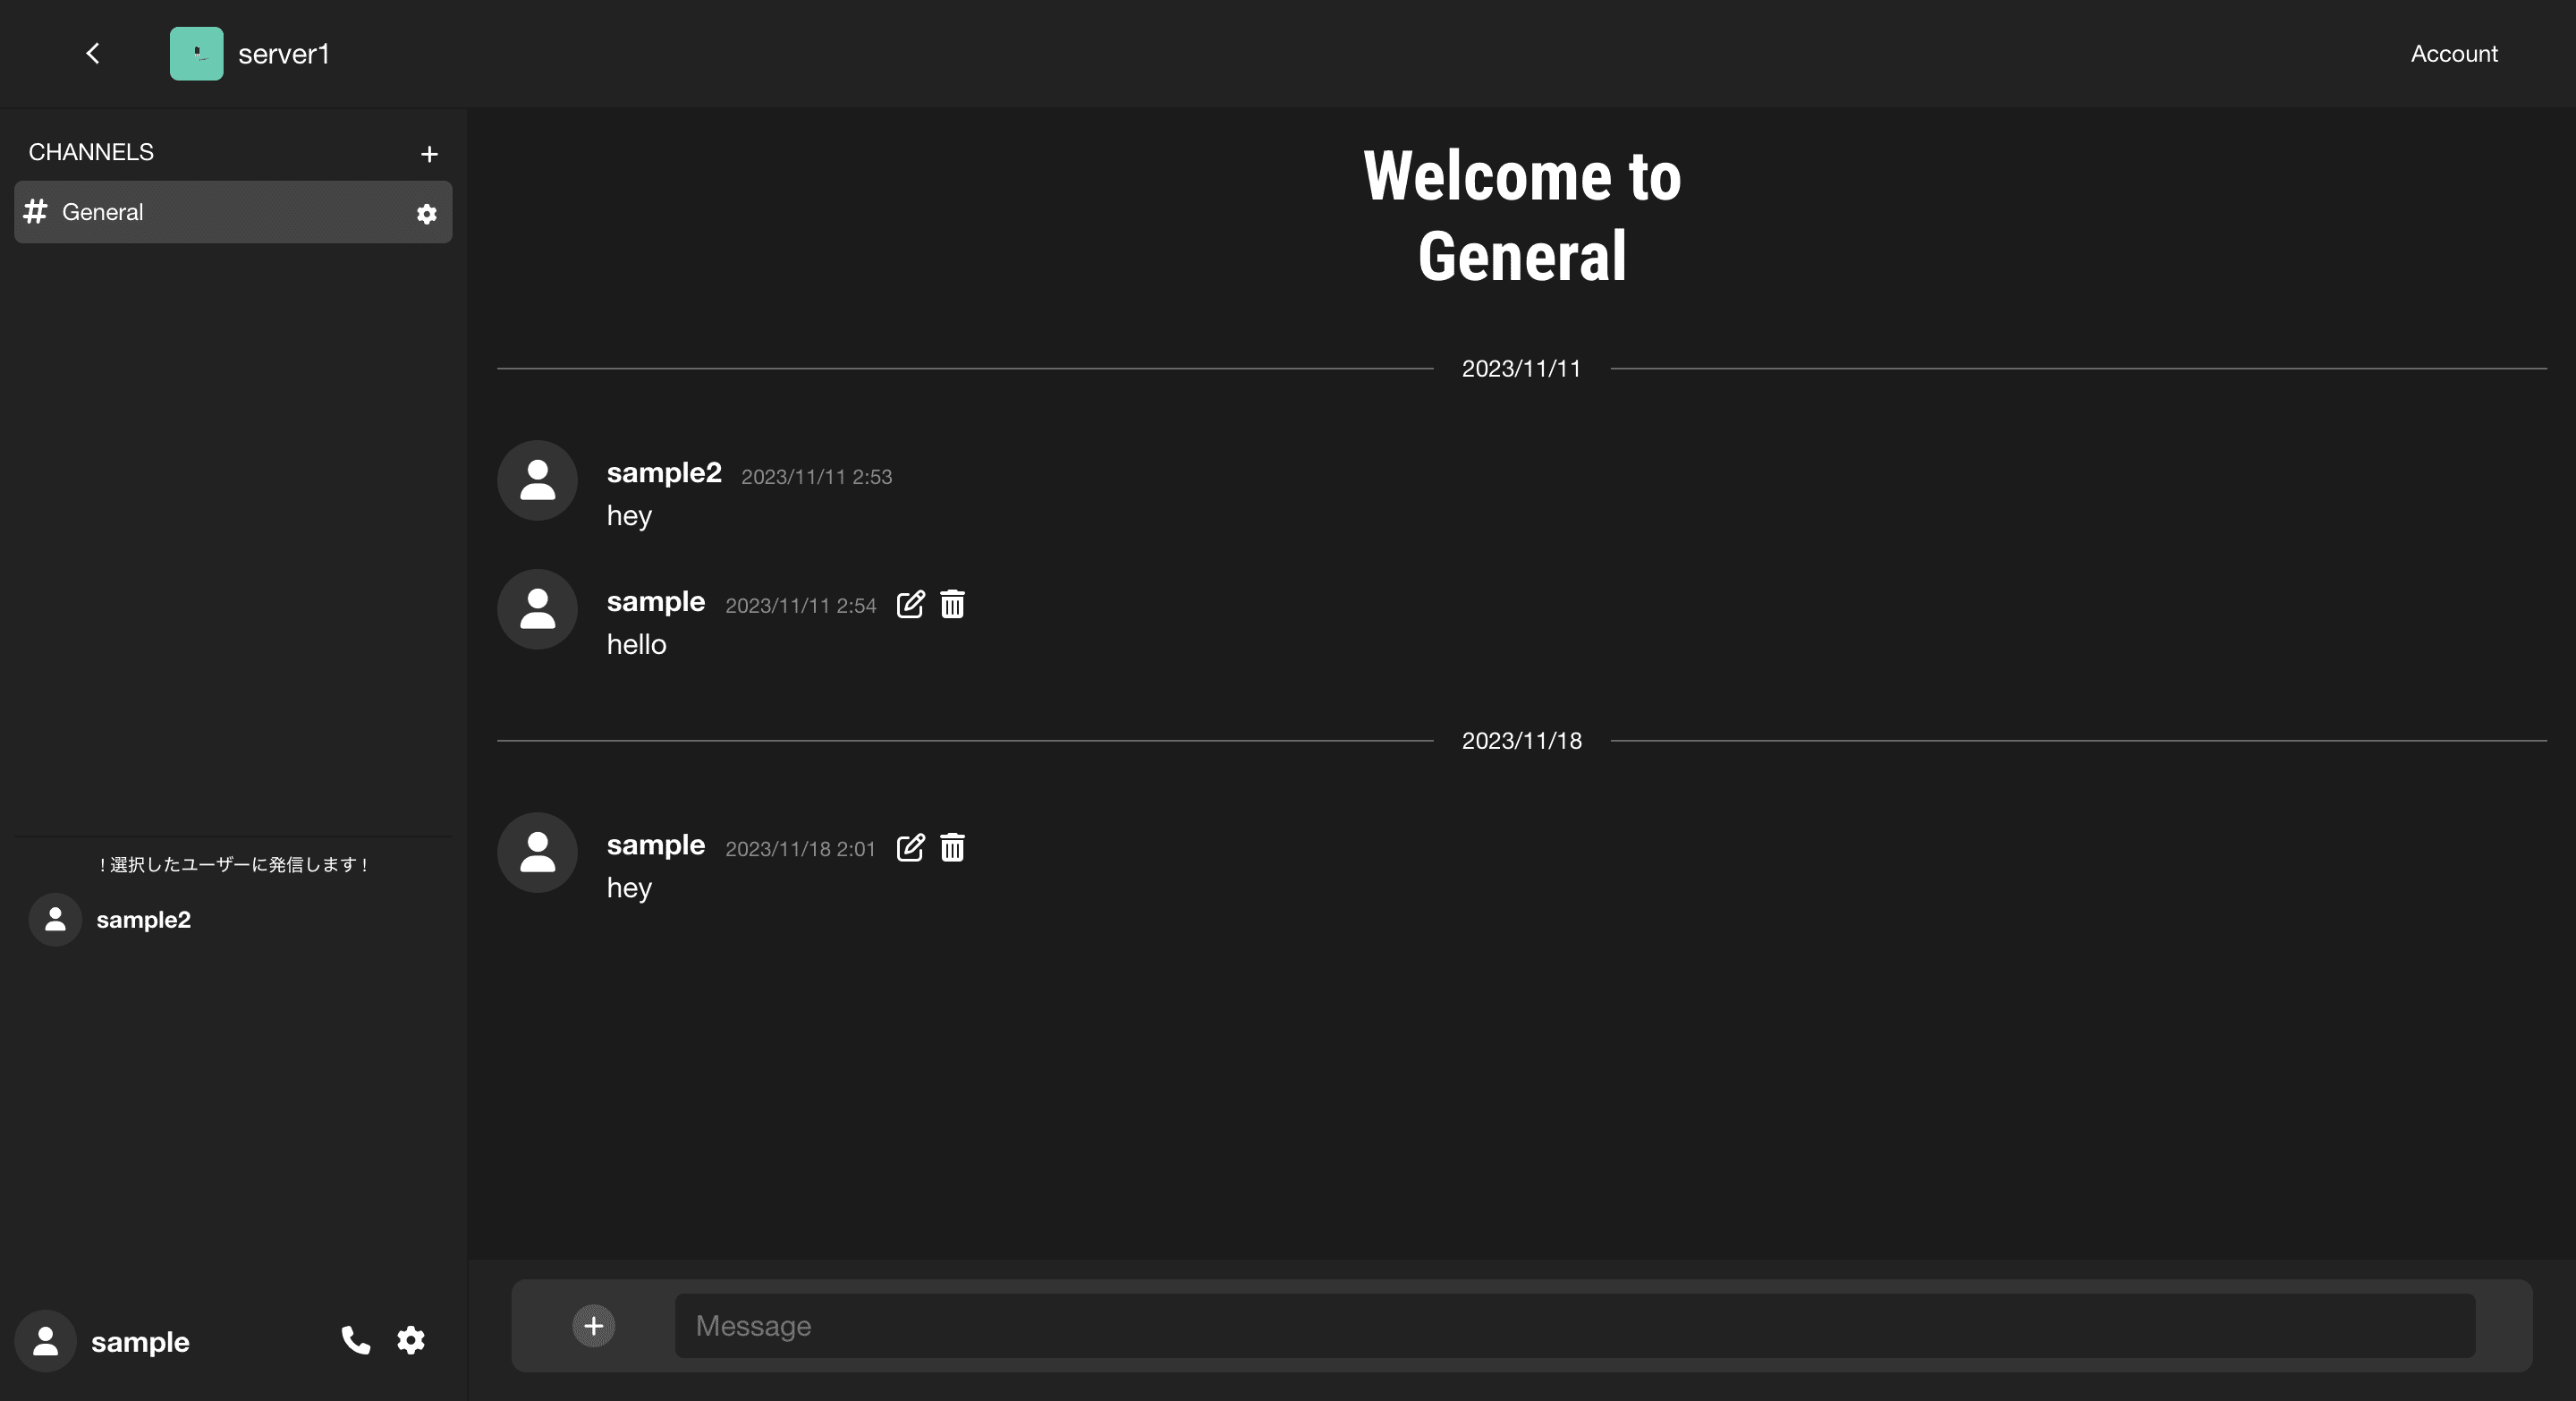 server1
Account
CHANNELS
General
！選択したユーザーに発信します！
sample2
sample
Welcome to
General
2023/11/11
sample2 2023/11/11 2:53
hey
sample 2023/11/11 2:54
hello
2023/11/18
sample 2023/11/18 2:01
hey
Message